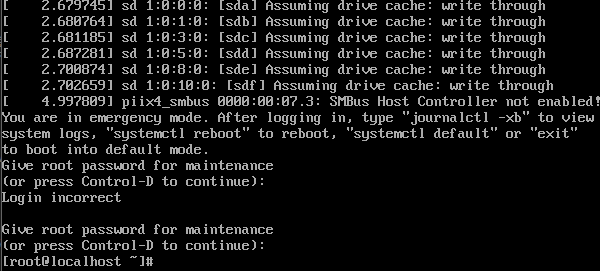 [    2.679745] sd 1:0:0:0: [sda] Assuming drive cache: write through
[    2.680764] sd 1:0:1:0: [sdb] Assuming drive cache: write through
[    2.681185] sd 1:0:3:0: [sdc] Assuming drive cache: write through
[    2.687281] sd 1:0:5:0: [sdd] Assuming drive cache: write through
[    2.700874] sd 1:0:8:0: [sde] Assuming drive cache: write through
[    2.702659] sd 1:0:10:0: [sdf] Assuming drive cache: write through
[    4.997809] piix4_smbus 0000:00:07.3: SMBus Host Controller not enabled!
You are in emergency mode. After logging in, type "journalctl -xb" to view
system logs, "systemctl reboot" to reboot, "systemctl default" or "exit"
to boot into default mode.
Give root password for maintenance
(or press Control-D to continue):
Login incorrect
Give root password for maintenance
(or press Control-D to continue):
[root@localhost ~]#